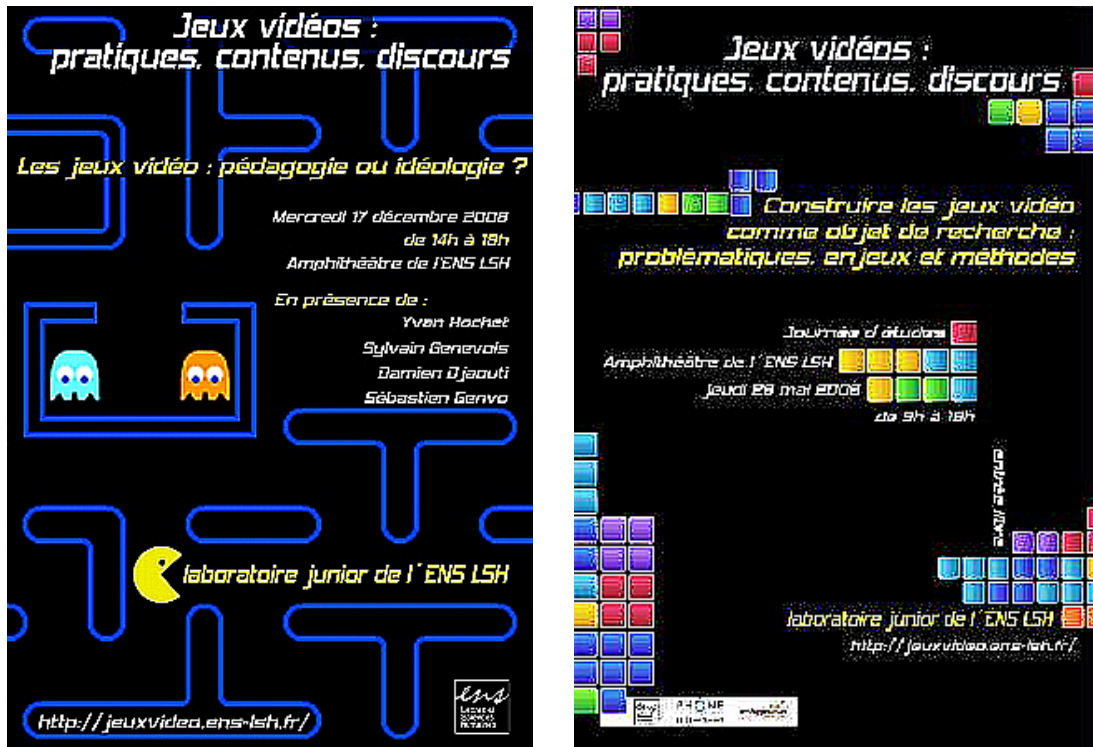 Jeux vidéos :
pratiques, contenus, discours
Les jeux vidéo : pédagogie ou idéologie ?
Mercredi 17 décembre 2008
de 14h à 18h
Amphithéâtre de l'ENS LSH
En présence de :
Yvan Hochet
Sylvain Genevois
Damien Djaouti
Sébastien Genvo
laboratoire junior de l'ENS LSH
http://jeuxvideo.ens-lsh.fr/
ens
Jeux vidéos :
pratiques, contenus, discours
Construire les jeux vidéo
comme objet de recherche :
problématiques, enjeux et méthodes
Journée d'études
Amphithéâtre de l'ENS LSH
jeudi 29 mai 2008
de 9h à 18h
entrée libre
laboratoire junior de l'ENS LSH
http://jeuxvideo.ens-lsh.fr/